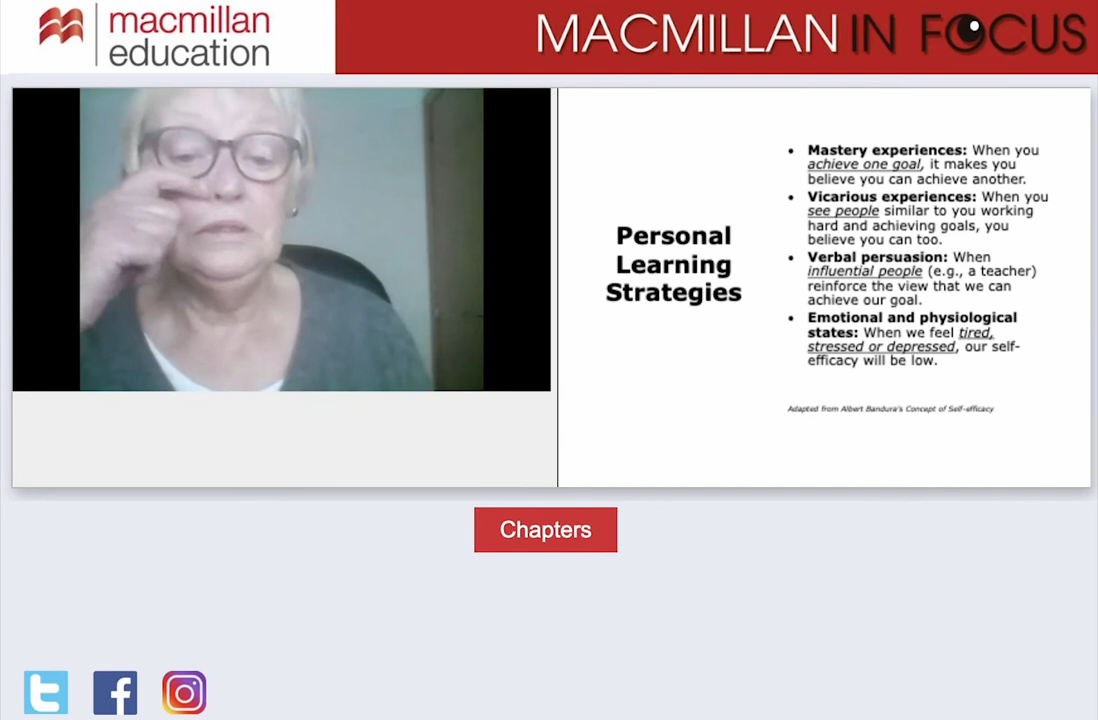 macmillan
education
MACMILLAN IN FOCUS
Personal
Learning
Strategies
• Mastery experiences: When you
achieve one goal, it makes you
believe you can achieve another.
• Vicarious experiences: When you
see people similar to you working
hard and achieving goals, you
believe you can too.
• Verbal persuasion: When
influential people (e.g., a teacher)
reinforce the view that we can
achieve our goal.
• Emotional and physiological
states: When we feel tired,
stressed or depressed, our self-
efficacy will be low.
Adapted from Albert Bandura's Concept of Self-efficacy
Chapters